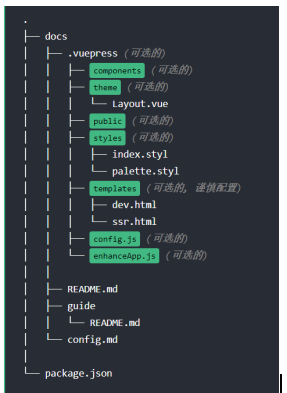 .
├── docs
│   ├── .vuepress (可选的)
│   │   ├── components (可选的)
│   │   ├── theme (可选的)
│   │   │   └── Layout.vue
│   │   ├── public (可选的)
│   │   ├── styles (可选的)
│   │   │   ├── index.styl
│   │   │   └── palette.styl
│   │   ├── templates (可选的, 谨慎配置)
│   │   │   ├── dev.html
│   │   │   └── ssr.html
│   │   ├── config.js (可选的)
│   │   └── enhanceApp.js (可选的)
│   │
│   ├── README.md
│   ├── guide
│   │   └── README.md
│   └── config.md
│
└── package.json